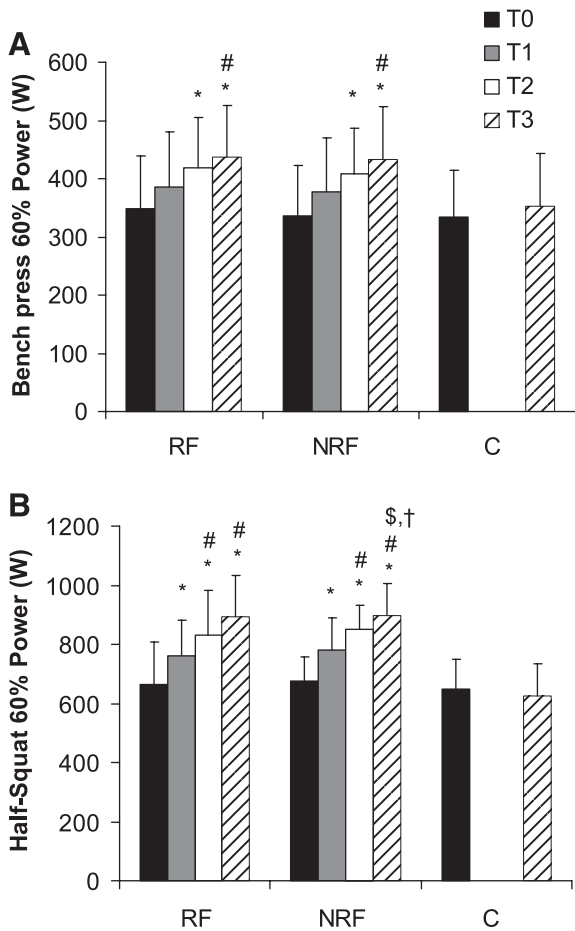 A
T0
T1
T2
T3
Bench press 60% Power (W)
600
500
400
300
200
100
0
#
*
*
#
*
*
RF
NRF
C
B
Half-Squat 60% Power (W)
1200
1000
800
600
400
200
0
#
#
*
*
*
$,†
#
#
*
*
*
RF
NRF
C